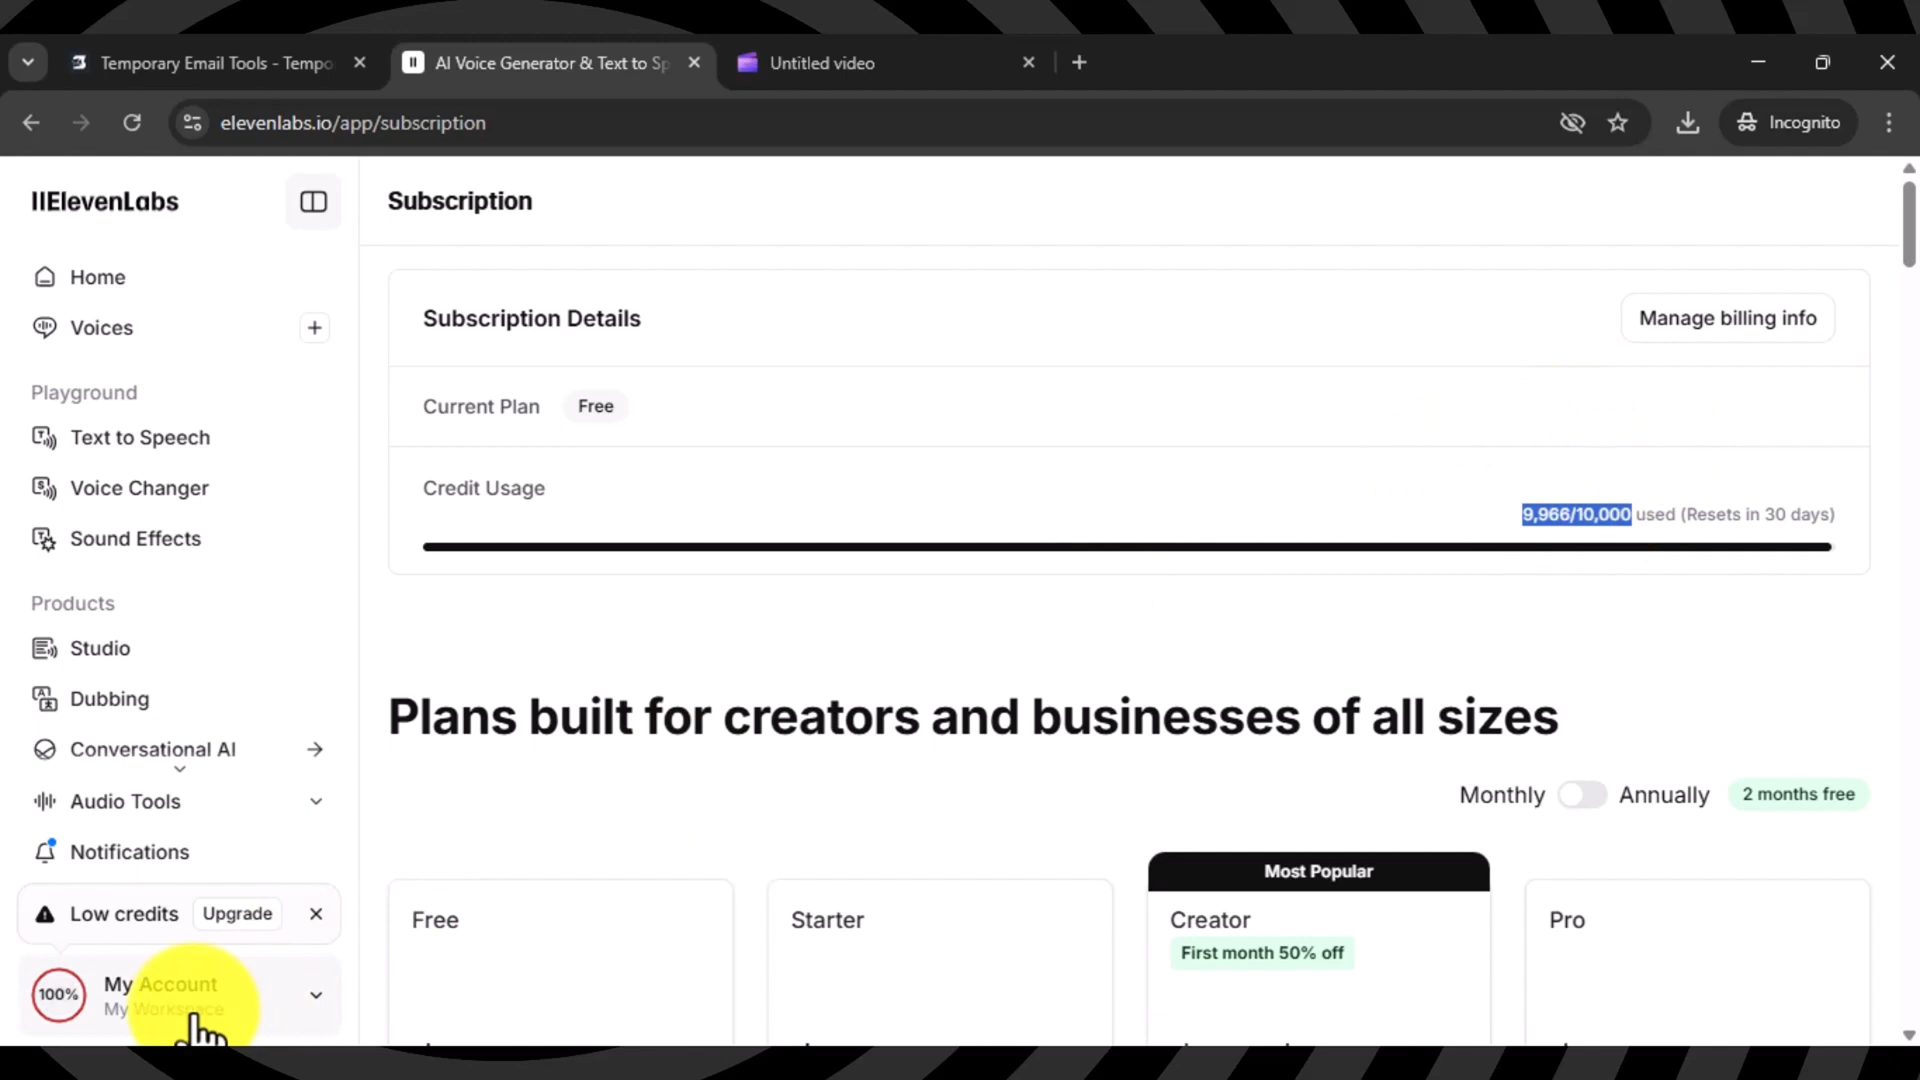 Temporary Email Tools - Tempo
AI Voice Generator & Text to Sp
Untitled video
elevenlabs.io/app/subscription
Incognito
IIElevenLabs
Subscription
Home
Voices
Playground
Text to Speech
Voice Changer
Sound Effects
Products
Studio
Dubbing
Conversational AI
Audio Tools
Notifications
Low credits
Upgrade
100%
My Account
My Workspace
Subscription Details
Manage billing info
Current Plan
Free
Credit Usage
9,966/10,000 used (Resets in 30 days)
Plans built for creators and businesses of all sizes
Monthly
Annually
2 months free
Most Popular
Free
Starter
Creator
Pro
First month 50% off